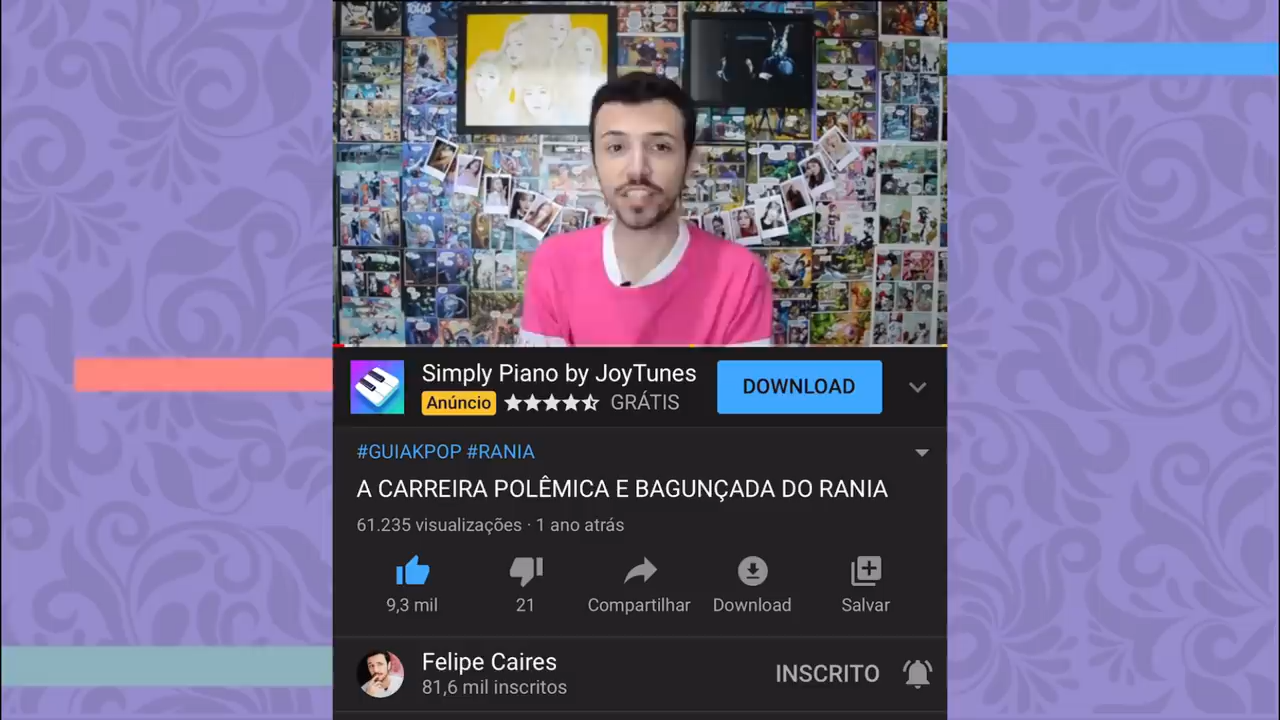 Simply Piano by JoyTunes
Anúncio GRÁTIS
DOWNLOAD
#GUIAKPOP #RANIA
A CARREIRA POLÊMICA E BAGUNÇADA DO RANIA
61.235 visualizações · 1 ano atrás
9,3 mil
21
Compartilhar
Download
Salvar
Felipe Caires
81,6 mil inscritos
INSCRITO